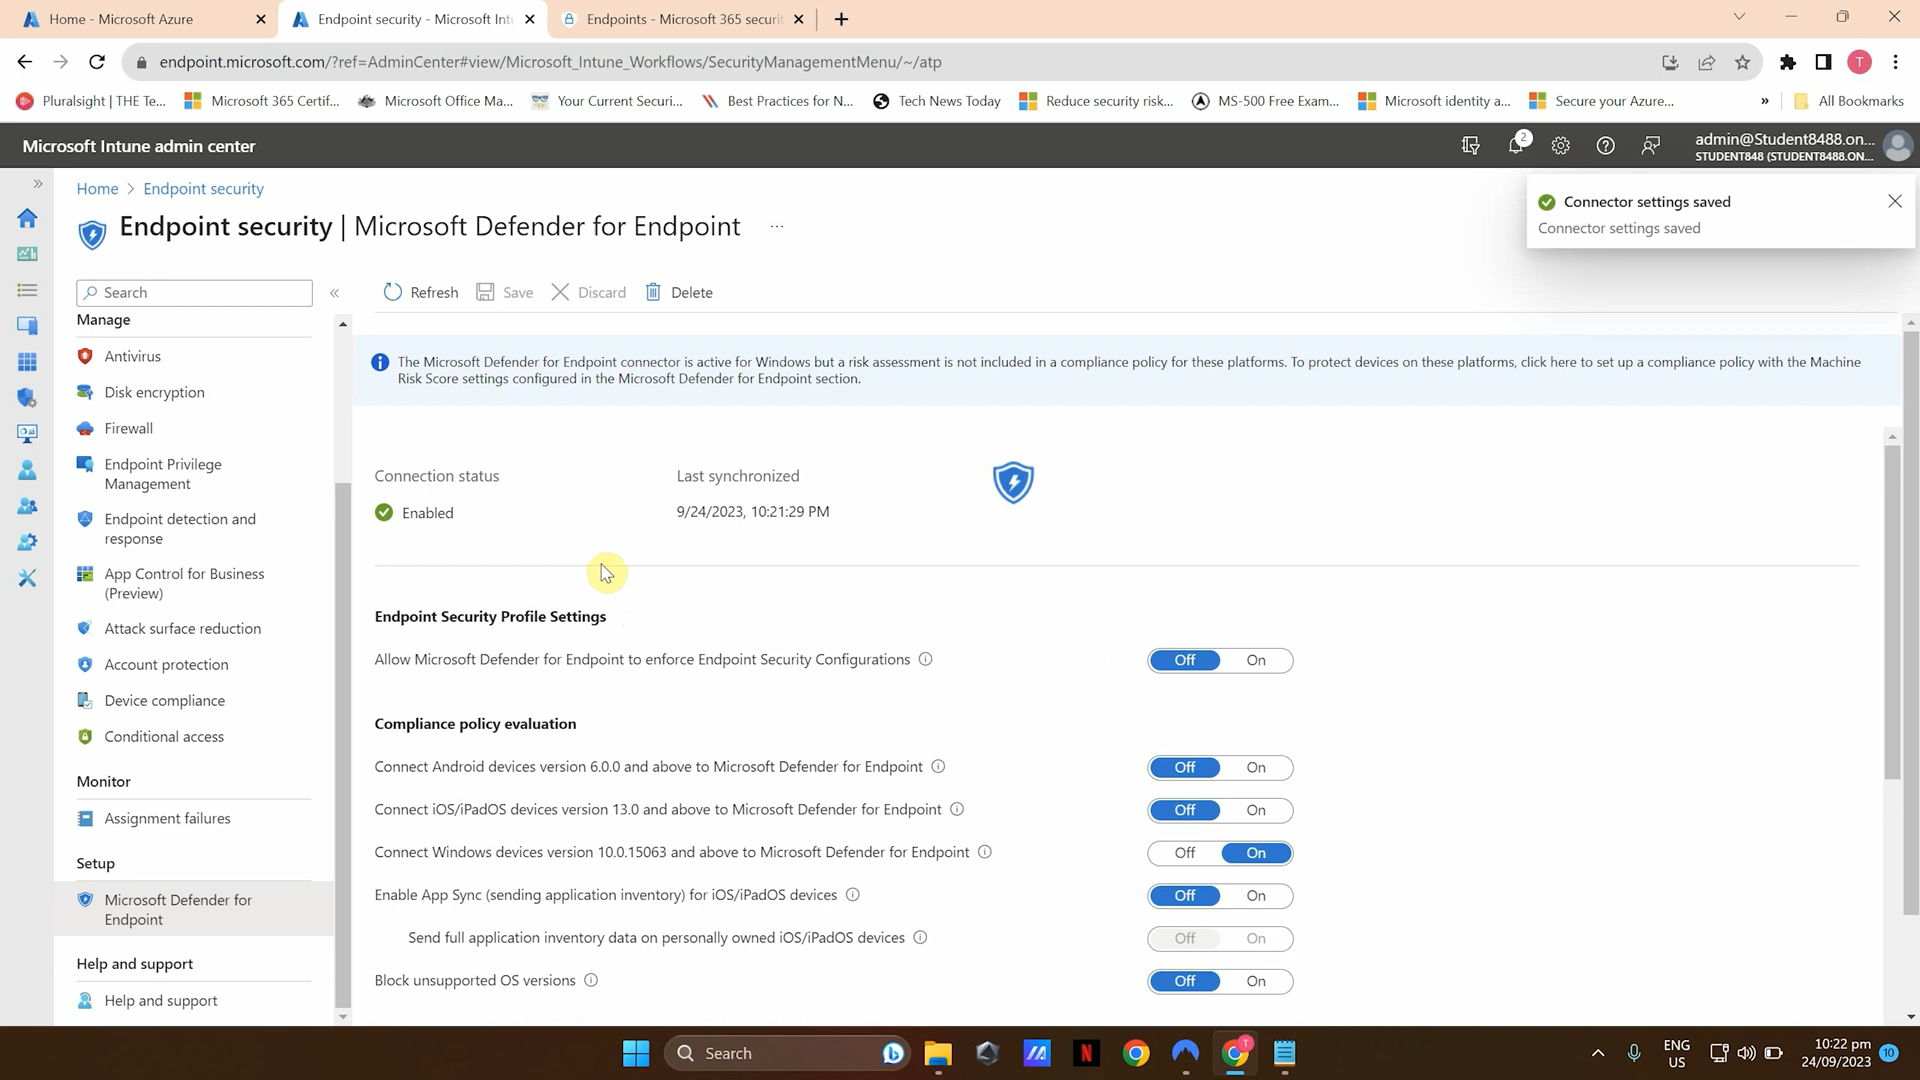 Home - Microsoft Azure
Endpoint security - Microsoft Int
Endpoints - Microsoft 365 securi
endpoint.microsoft.com/?ref=AdminCenter#view/Microsoft_Intune_Workflows/SecurityManagementMenu/~/atp
T
Pluralsight | THE Te...
Microsoft 365 Certif...
Microsoft Office Ma...
Your Current Securi...
Best Practices for N...
Tech News Today
Reduce security risk...
MS-500 Free Exam...
Microsoft identity a...
Secure your Azure...
»
All Bookmarks
Microsoft Intune admin center
2
admin@Student8488.on...
STUDENT848 (STUDENT8488.ON...
Home > Endpoint security
Connector settings saved
Connector settings saved
Endpoint security | Microsoft Defender for Endpoint ...
Search
«
Refresh
Save
Discard
Delete
Manage
Antivirus
Disk encryption
Firewall
Endpoint Privilege
Management
Endpoint detection and
response
App Control for Business
(Preview)
Attack surface reduction
Account protection
Device compliance
Conditional access
Monitor
Assignment failures
Setup
Microsoft Defender for
Endpoint
Help and support
Help and support
The Microsoft Defender for Endpoint connector is active for Windows but a risk assessment is not included in a compliance policy for these platforms. To protect devices on these platforms, click here to set up a compliance policy with the Machine
Risk Score settings configured in the Microsoft Defender for Endpoint section.
Connection status
Last synchronized
Enabled
9/24/2023, 10:21:29 PM
Endpoint Security Profile Settings
Allow Microsoft Defender for Endpoint to enforce Endpoint Security Configurations
Off On
Compliance policy evaluation
Connect Android devices version 6.0.0 and above to Microsoft Defender for Endpoint
Off On
Connect iOS/iPadOS devices version 13.0 and above to Microsoft Defender for Endpoint
Off On
Connect Windows devices version 10.0.15063 and above to Microsoft Defender for Endpoint
Off On
Enable App Sync (sending application inventory) for iOS/iPadOS devices
Off On
Send full application inventory data on personally owned iOS/iPadOS devices
Off On
Block unsupported OS versions
Off On
Search
N
T
ENG
US
10:22 pm
24/09/2023
10